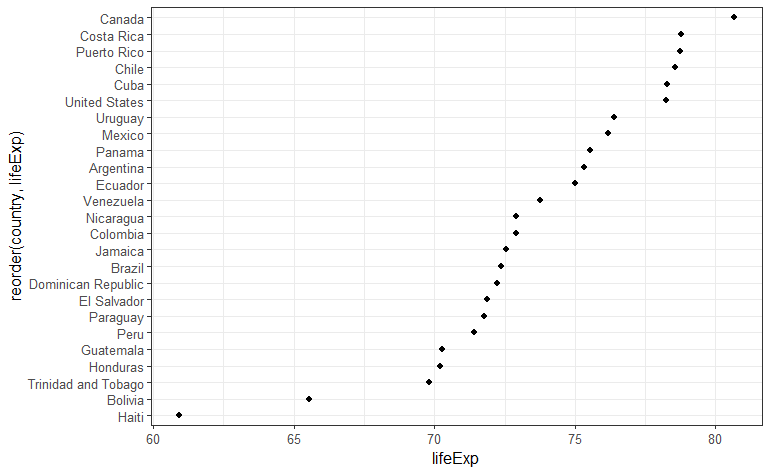 reorder(country, lifeExp)
Canada
Costa Rica
Puerto Rico
Chile
Cuba
United States
Uruguay
Mexico
Panama
Argentina
Ecuador
Venezuela
Nicaragua
Colombia
Jamaica
Brazil
Dominican Republic
El Salvador
Paraguay
Peru
Guatemala
Honduras
Trinidad and Tobago
Bolivia
Haiti
60 65 70 75 80
lifeExp